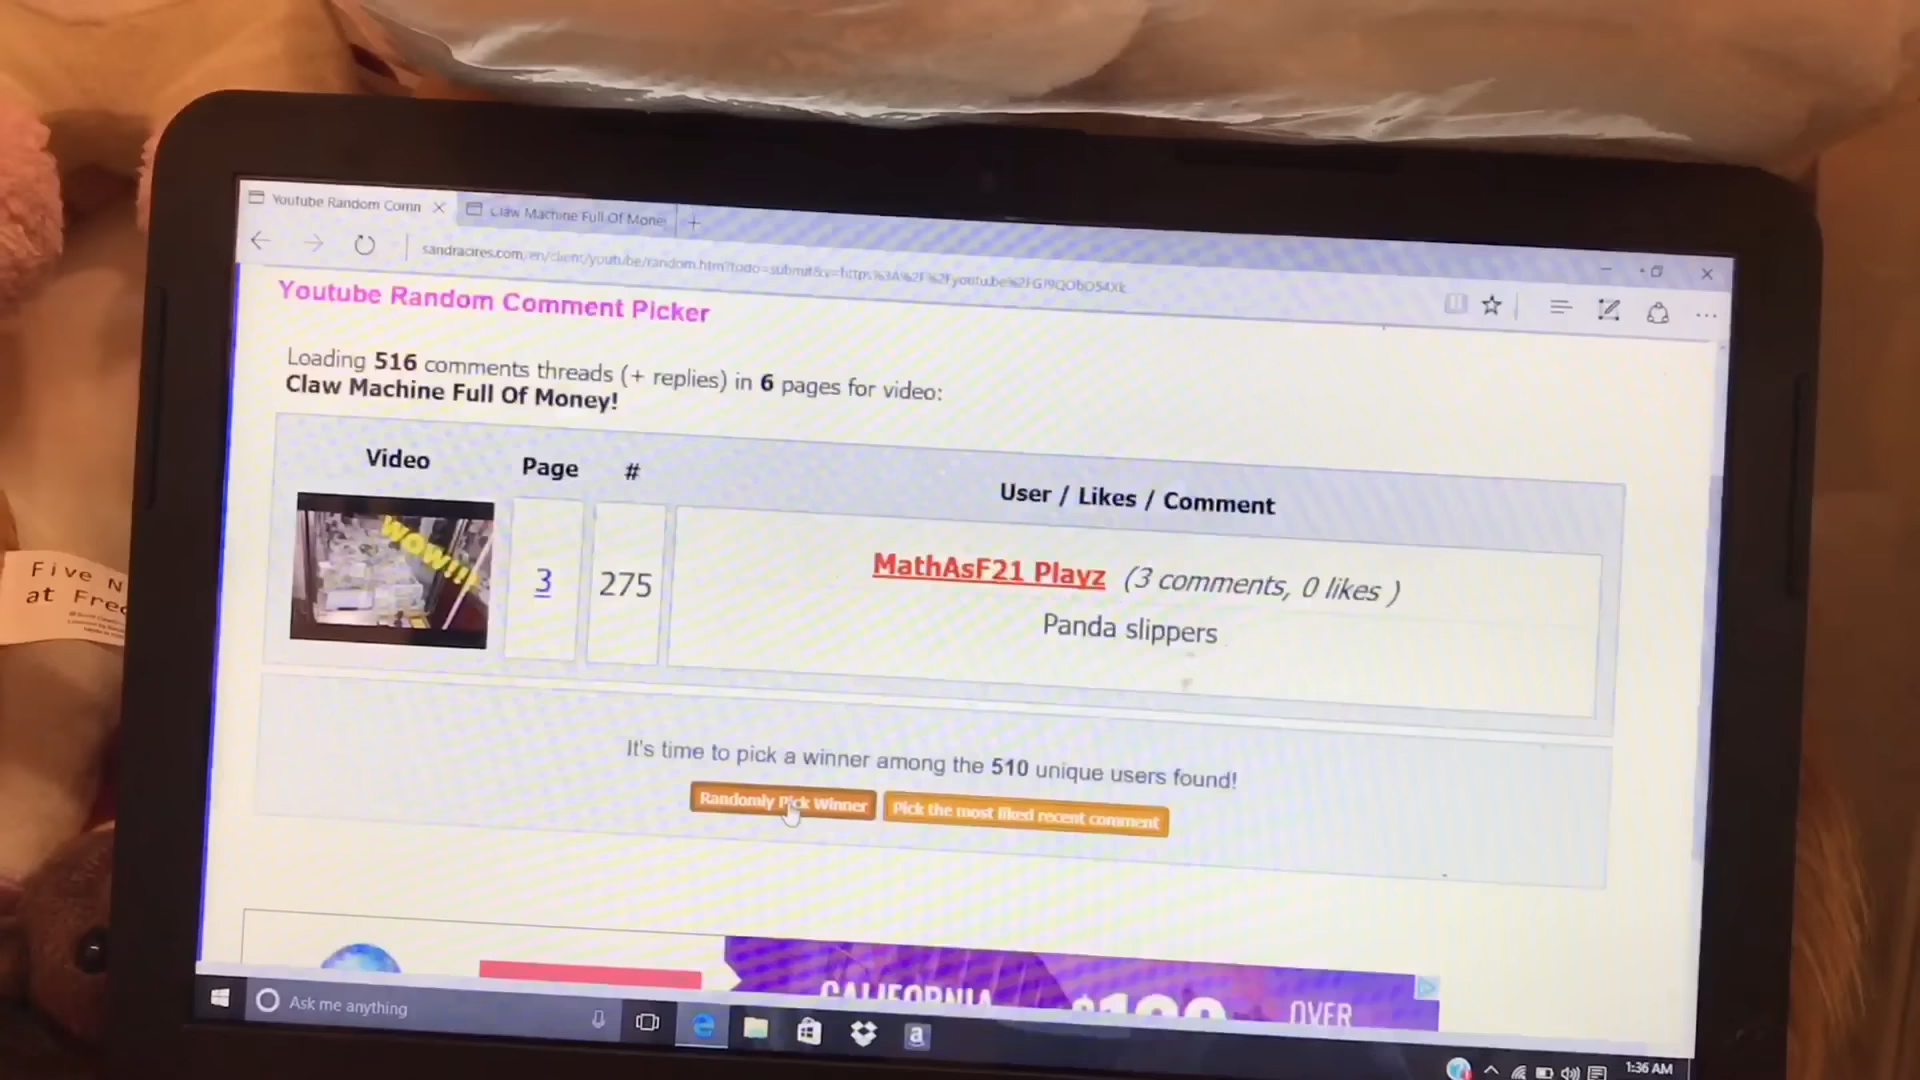 Youtube Random Comn
Claw Machine Full Of Money
Youtube Random Comment Picker
Loading 516 comments threads (+ replies) in 6 pages for video:
Claw Machine Full Of Money!
Video Page # User / Likes / Comment
WOW!!!
3 275 MathAsF21 Playz (3 comments, 0 likes )
Panda slippers
It's time to pick a winner among the 510 unique users found!
Randomly Pick Winner Pick the most liked recent comment
Five N
at Fred
CALIFORNIA
OVER
Ask me anything
1:36 AM